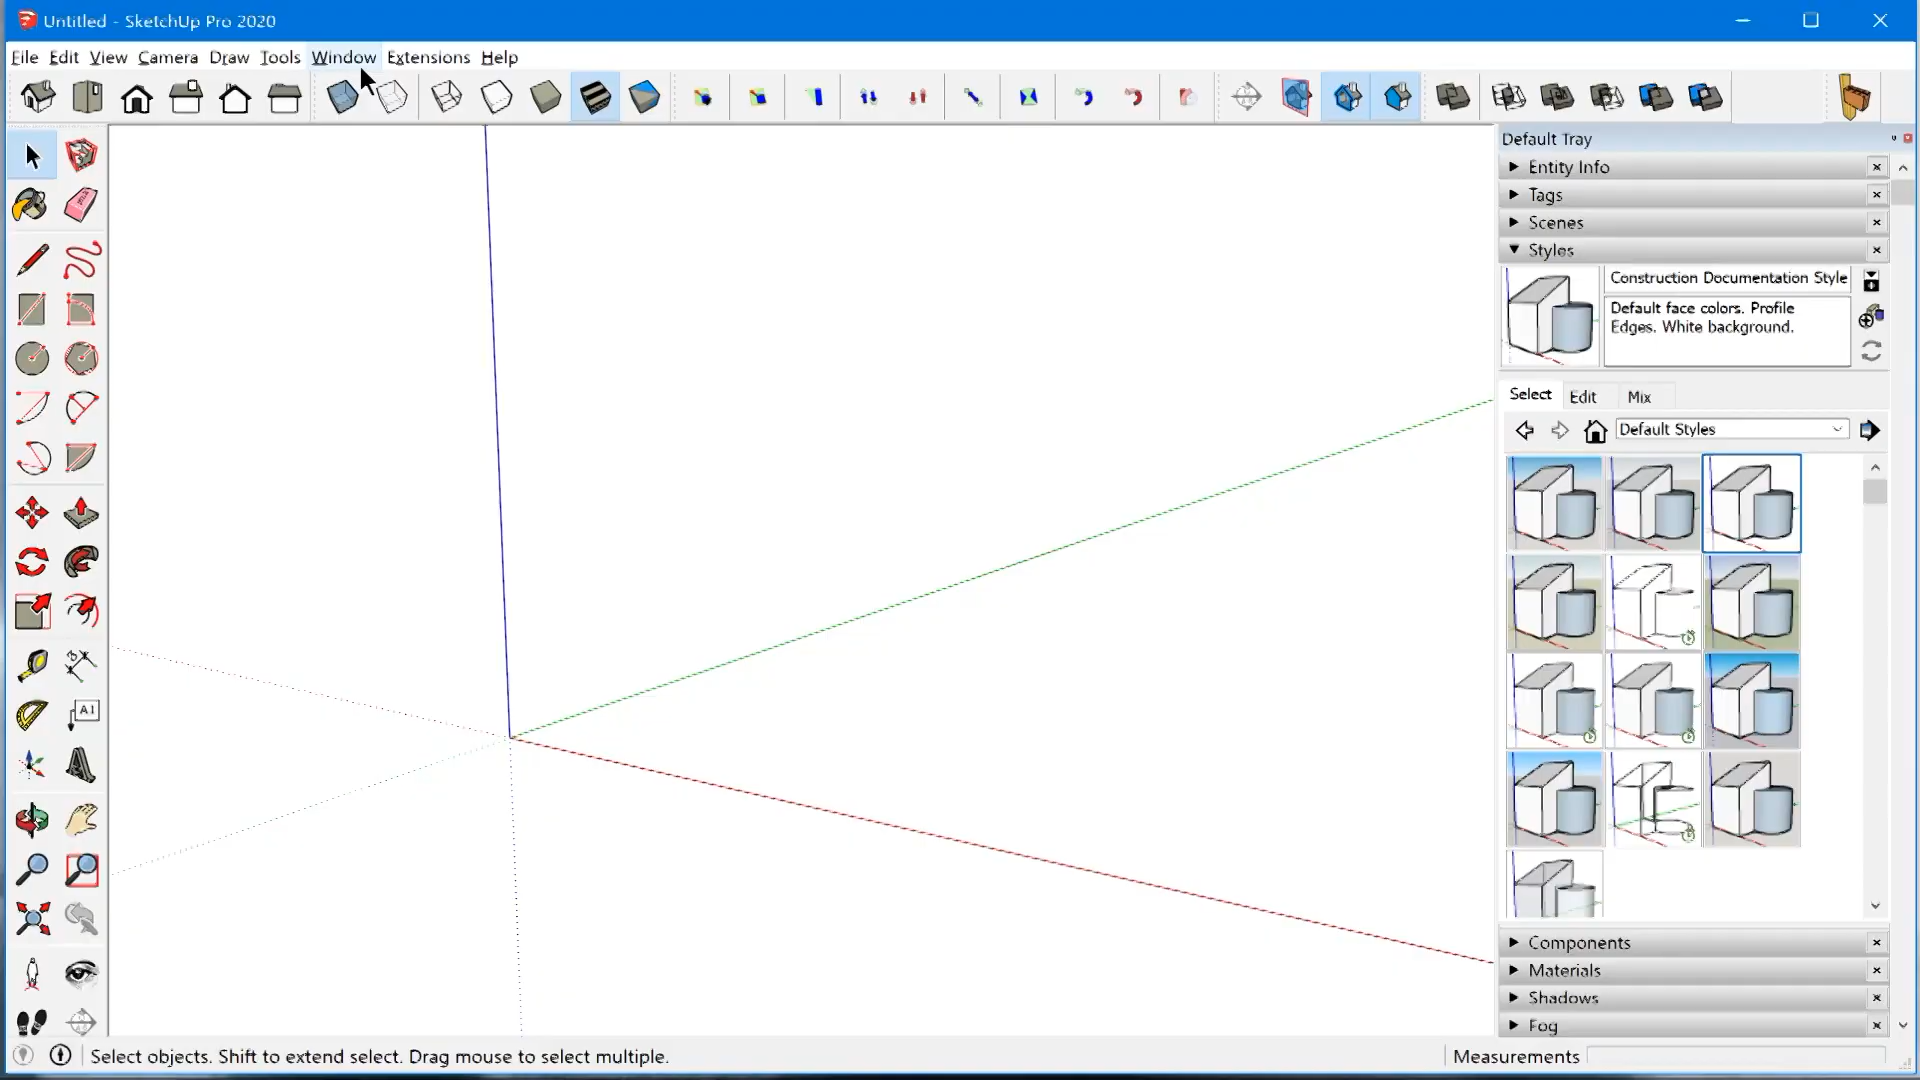 Untitled - SketchUp Pro 2020
File Edit View Camera Draw Tools Window Extensions Help
Default Tray
Entity Info
Tags
Scenes
Styles
Construction Documentation Style
Default face colors. Profile
Edges. White background.
Select Edit Mix
Default Styles
A1
Components
Materials
Shadows
Fog
Select objects. Shift to extend select. Drag mouse to select multiple.
Measurements